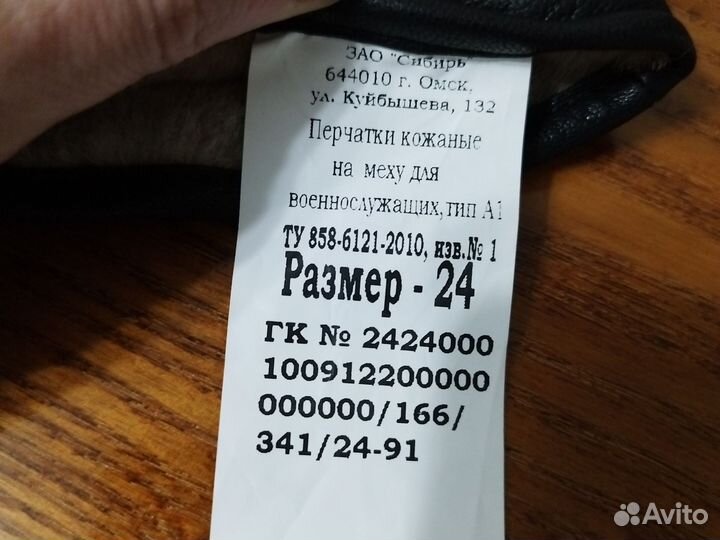 ЗАО "Сибирь"
644010 г. Омск,
ул. Куйбышева, 132
Перчатки кожаные
на меху для
военнослужащих, тип А1
ТУ 858-6121-2010, изв.№ 1
Размер - 24
ГК № 2424000
100912200000
000000/166/
341/24-91
Avito